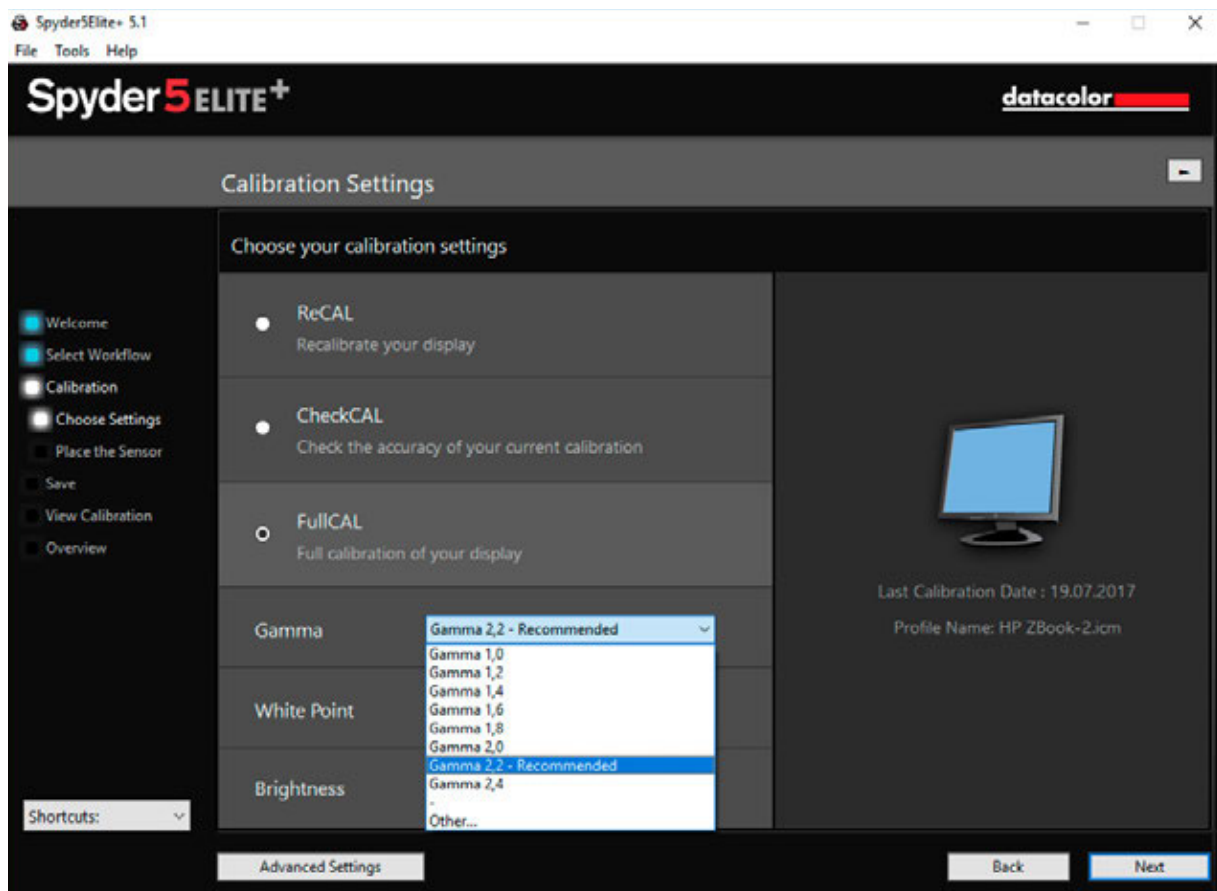 Spyder5Elite+ 5.1
File Tools Help
Spyder5ELITE+
datacolor
Calibration Settings
Choose your calibration settings
Welcome
Select Workflow
Calibration
Choose Settings
Place the Sensor
Save
View Calibration
Overview
Shortcuts:
ReCAL
Recalibrate your display
CheckCAL
Check the accuracy of your current calibration
FullCAL
Full calibration of your display
Gamma
Gamma 2,2 - Recommended
Gamma 1,0
Gamma 1,2
Gamma 1,4
Gamma 1,6
Gamma 1,8
Gamma 2,0
Gamma 2,2 - Recommended
Gamma 2,4
-
Other...
White Point
Brightness
Last Calibration Date : 19.07.2017
Profile Name: HP ZBook-2.icm
Advanced Settings
Back
Next